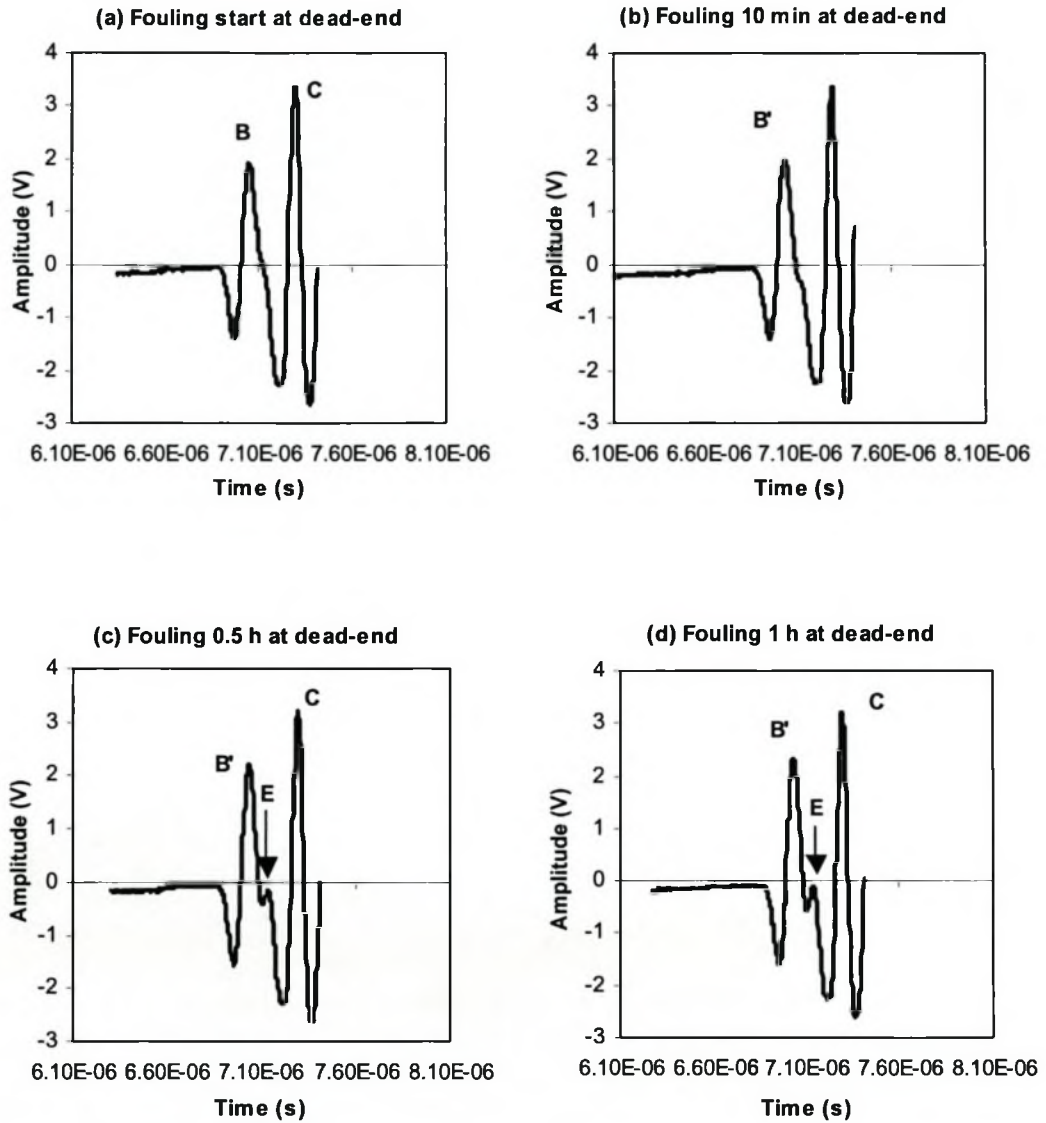 (a) Fouling start at dead-end
4
3
2
1
0
-1
-2
-3
Amplitude (V)
B
C
6.10E-06 6.60E-06 7.10E-06 7.60E-06 8.10E-06
Time (s)
(b) Fouling 10 min at dead-end
4
3
2
1
0
-1
-2
-3
Amplitude (V)
B'
6.10E-06 6.60E-06 7.10E-06 7.60E-06 8.10E-06
Time (s)
(c) Fouling 0.5 h at dead-end
4
3
2
1
0
-1
-2
-3
Amplitude (V)
B'
E
C
6.10E-06 6.60E-06 7.10E-06 7.60E-06 8.10E-06
Time (s)
(d) Fouling 1 h at dead-end
4
3
2
1
0
-1
-2
-3
Amplitude (V)
B'
E
C
6.10E-06 6.60E-06 7.10E-06 7.60E-06 8.10E-06
Time (s)